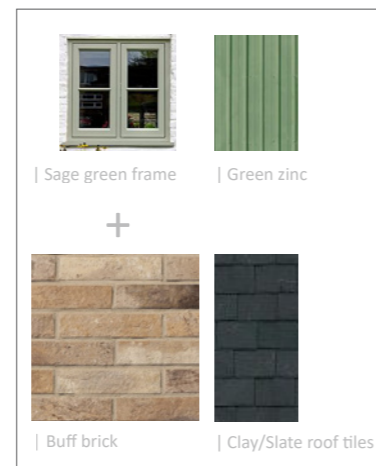 | Sage green frame
| Green zinc
+
| Buff brick
| Clay/Slate roof tiles